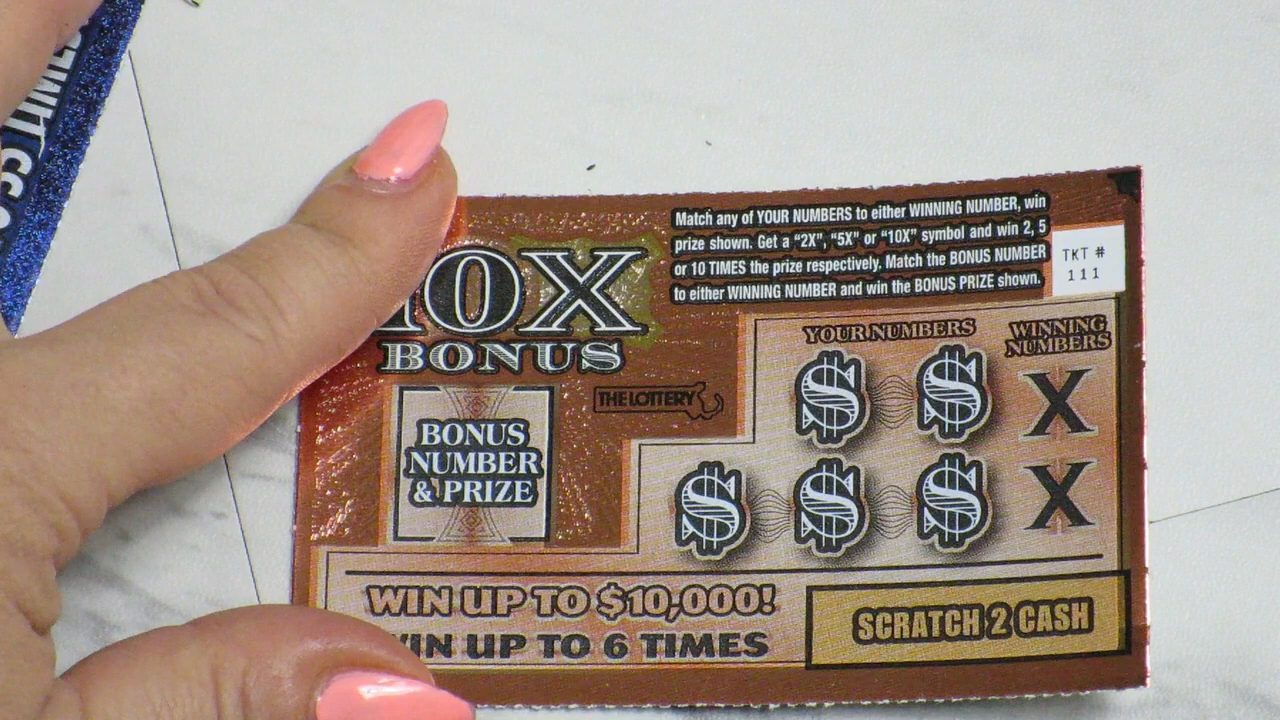 Match any of YOUR NUMBERS to either WINNING NUMBER, win
prize shown. Get a "2X", "5X" or "10X" symbol and win 2, 5
or 10 TIMES the prize respectively. Match the BONUS NUMBER
to either WINNING NUMBER and win the BONUS PRIZE shown.
TKT #
111
10X
BONUS
THE LOTTERY
BONUS
NUMBER
& PRIZE
YOUR NUMBERS
WINNING
NUMBERS
$ $ X
$ $ $ X
WIN UP TO $10,000!
WIN UP TO 6 TIMES
SCRATCH 2 CASH